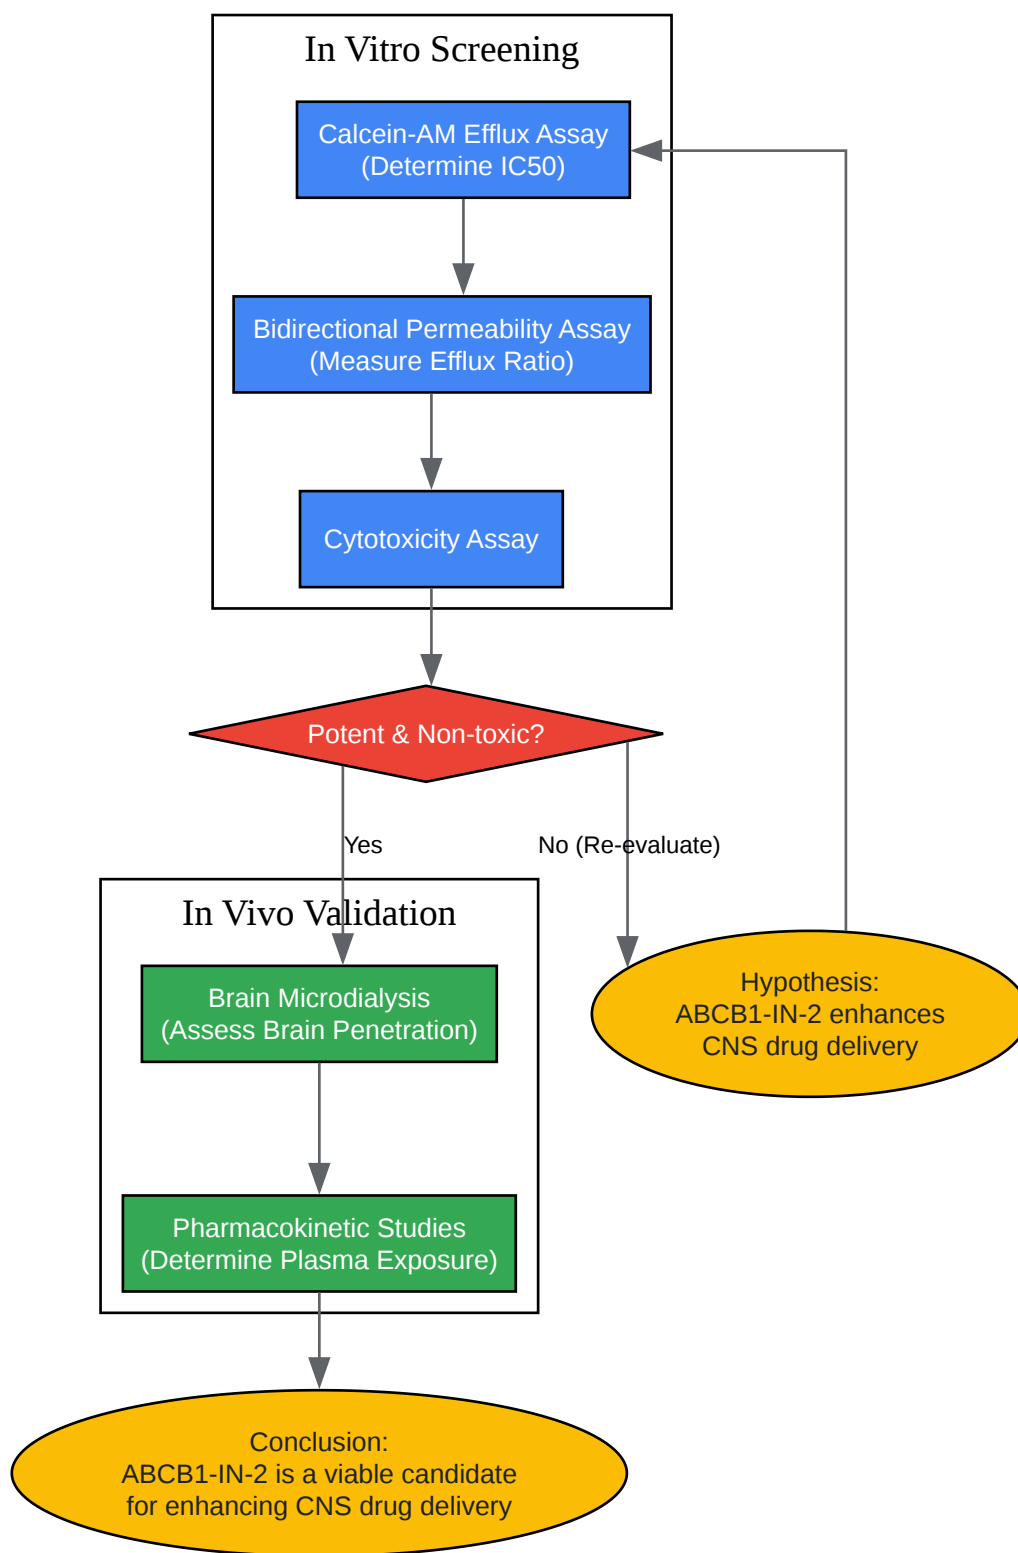 In Vitro Screening
Calcein-AM Efflux Assay
(Determine IC50)
Bidirectional Permeability Assay
(Measure Efflux Ratio)
Cytotoxicity Assay
Potent & Non-toxic?
Yes
No (Re-evaluate)
In Vivo Validation
Brain Microdialysis
(Assess Brain Penetration)
Hypothesis:
ABCB1-IN-2 enhances
CNS drug delivery
Pharmacokinetic Studies
(Determine Plasma Exposure)
Conclusion:
ABCB1-IN-2 is a viable candidate
for enhancing CNS drug delivery